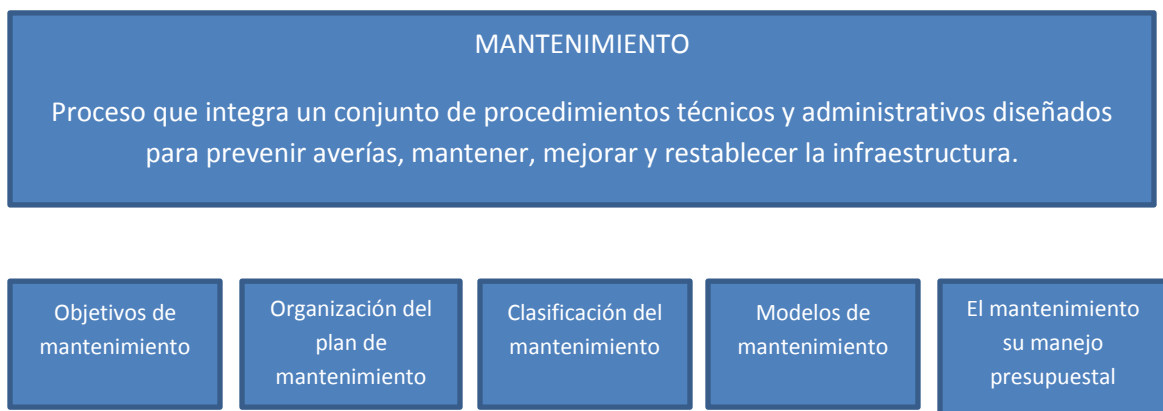 MANTENIMIENTO
Proceso que integra un conjunto de procedimientos técnicos y administrativos diseñados
para prevenir averías, mantener, mejorar y restablecer la infraestructura.
Objetivos de
mantenimiento
Organización del
plan de
mantenimiento
Clasificación del
mantenimiento
Modelos de
mantenimiento
El mantenimiento
su manejo
presupuestal